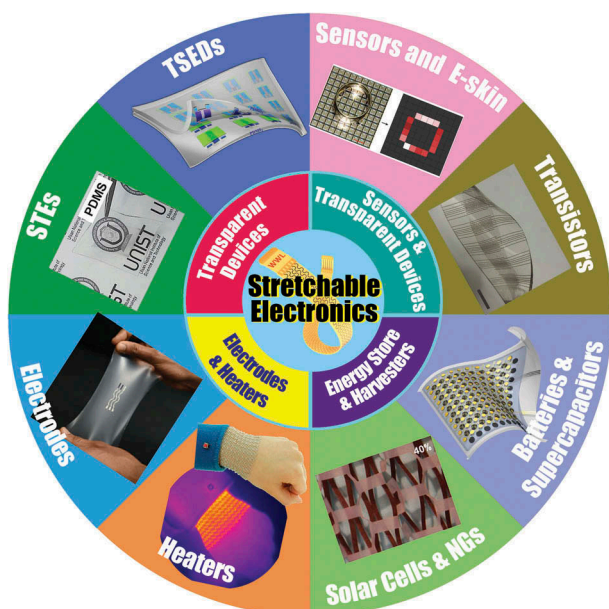 TSEDs
Sensors and E-skin
Transistors
Batteries &
Supercapacitors
40%
Solar Cells & NGs
Heaters
Electrodes
STEs
PDMS
UNIST
Transparent
Devices
Sensors &
Transparent Devices
Energy Store
& Harvesters
Electrodes
& Heaters
WWL
Stretchable
Electronics